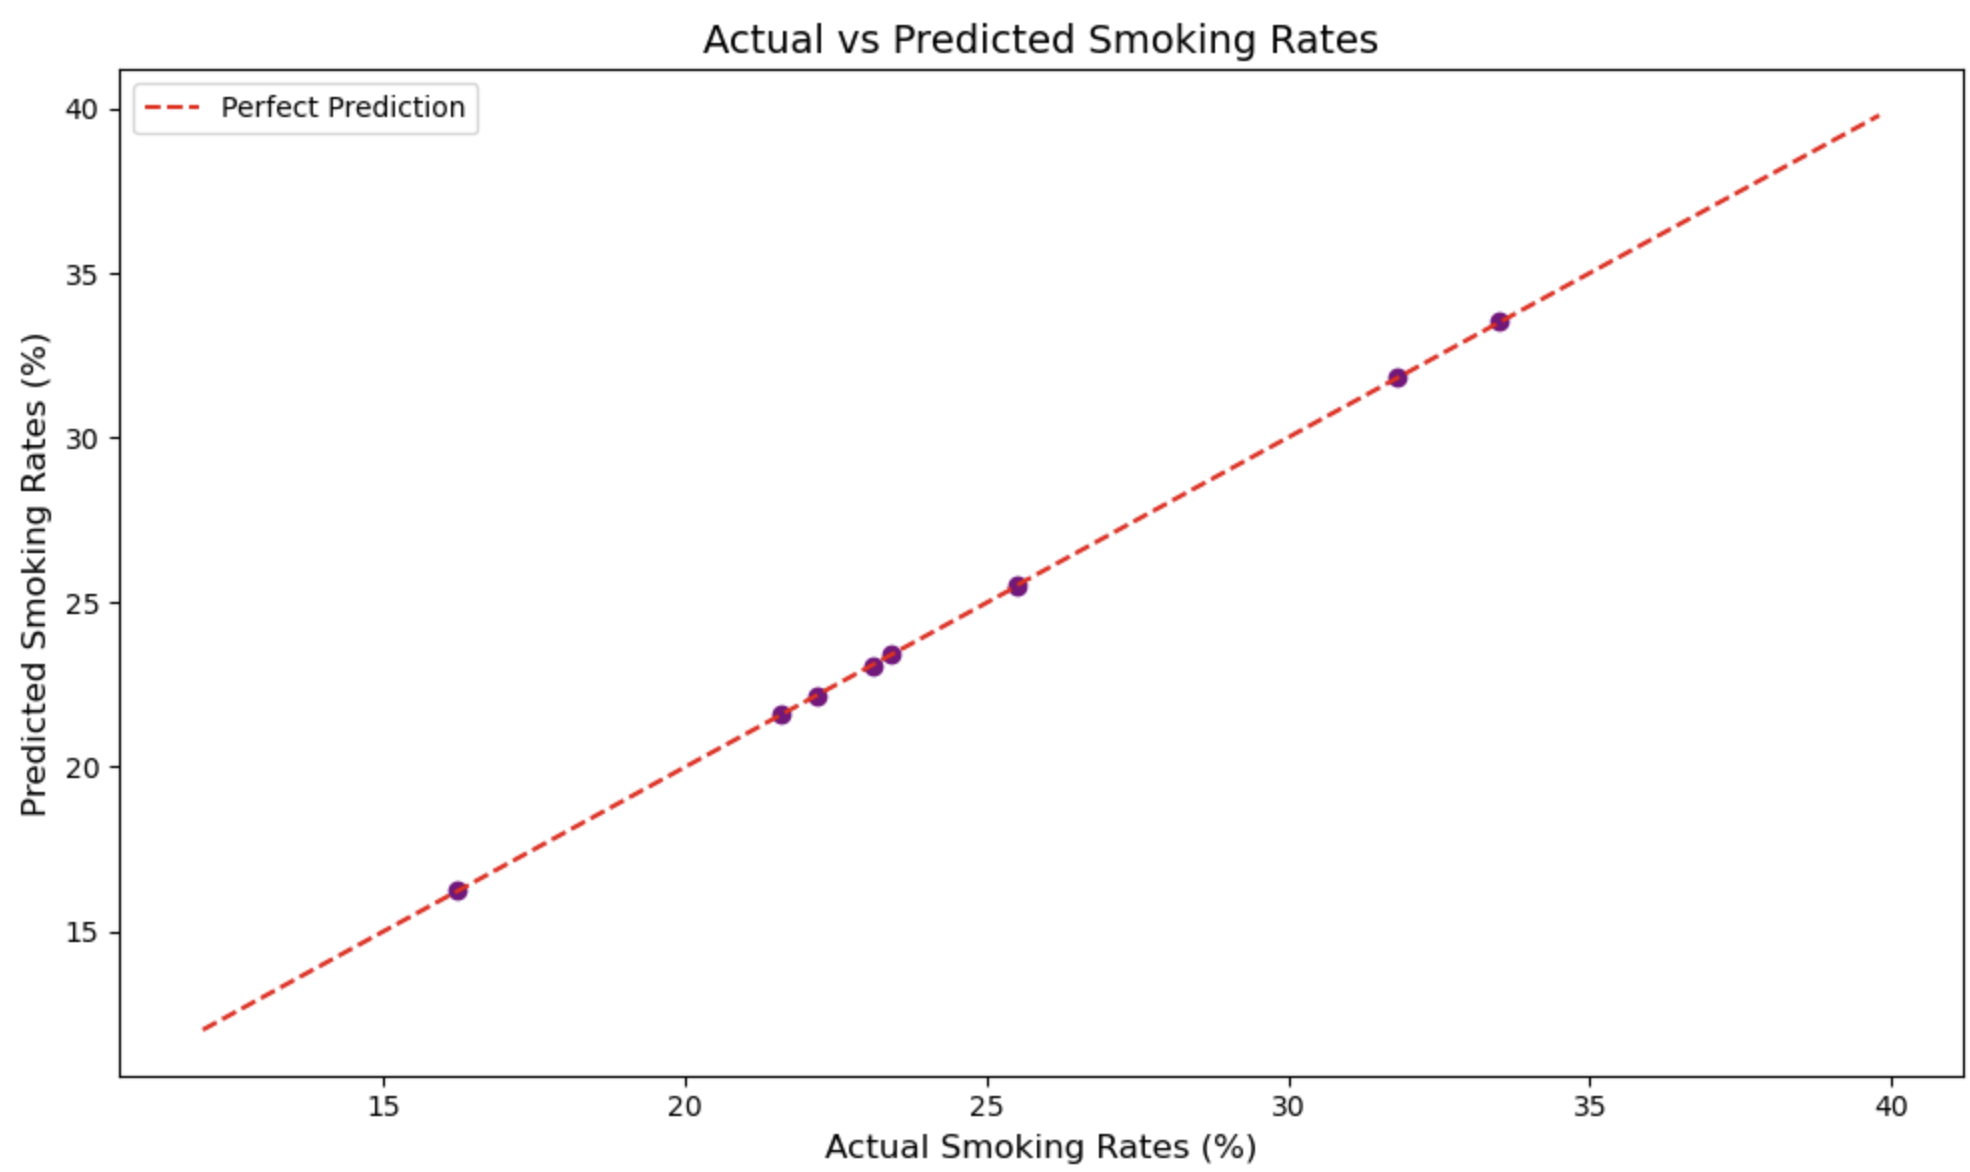 Actual vs Predicted Smoking Rates
Perfect Prediction
40
35
30
25
20
15
Predicted Smoking Rates (%)
15 20 25 30 35 40
Actual Smoking Rates (%)